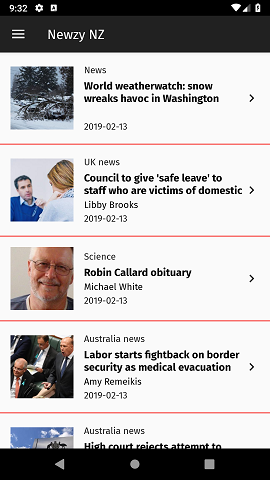 9:32
Newzy NZ
News
World weatherwatch: snow
wreaks havoc in Washington
2019-02-13
UK news
Council to give 'safe leave' to
staff who are victims of domestic
Libby Brooks
2019-02-13
Science
Robin Callard obituary
Michael White
2019-02-13
Australia news
Labor starts fightback on border
security as medical evacuation
Amy Remeikis
2019-02-13
Australia news
High court rejects attempt to